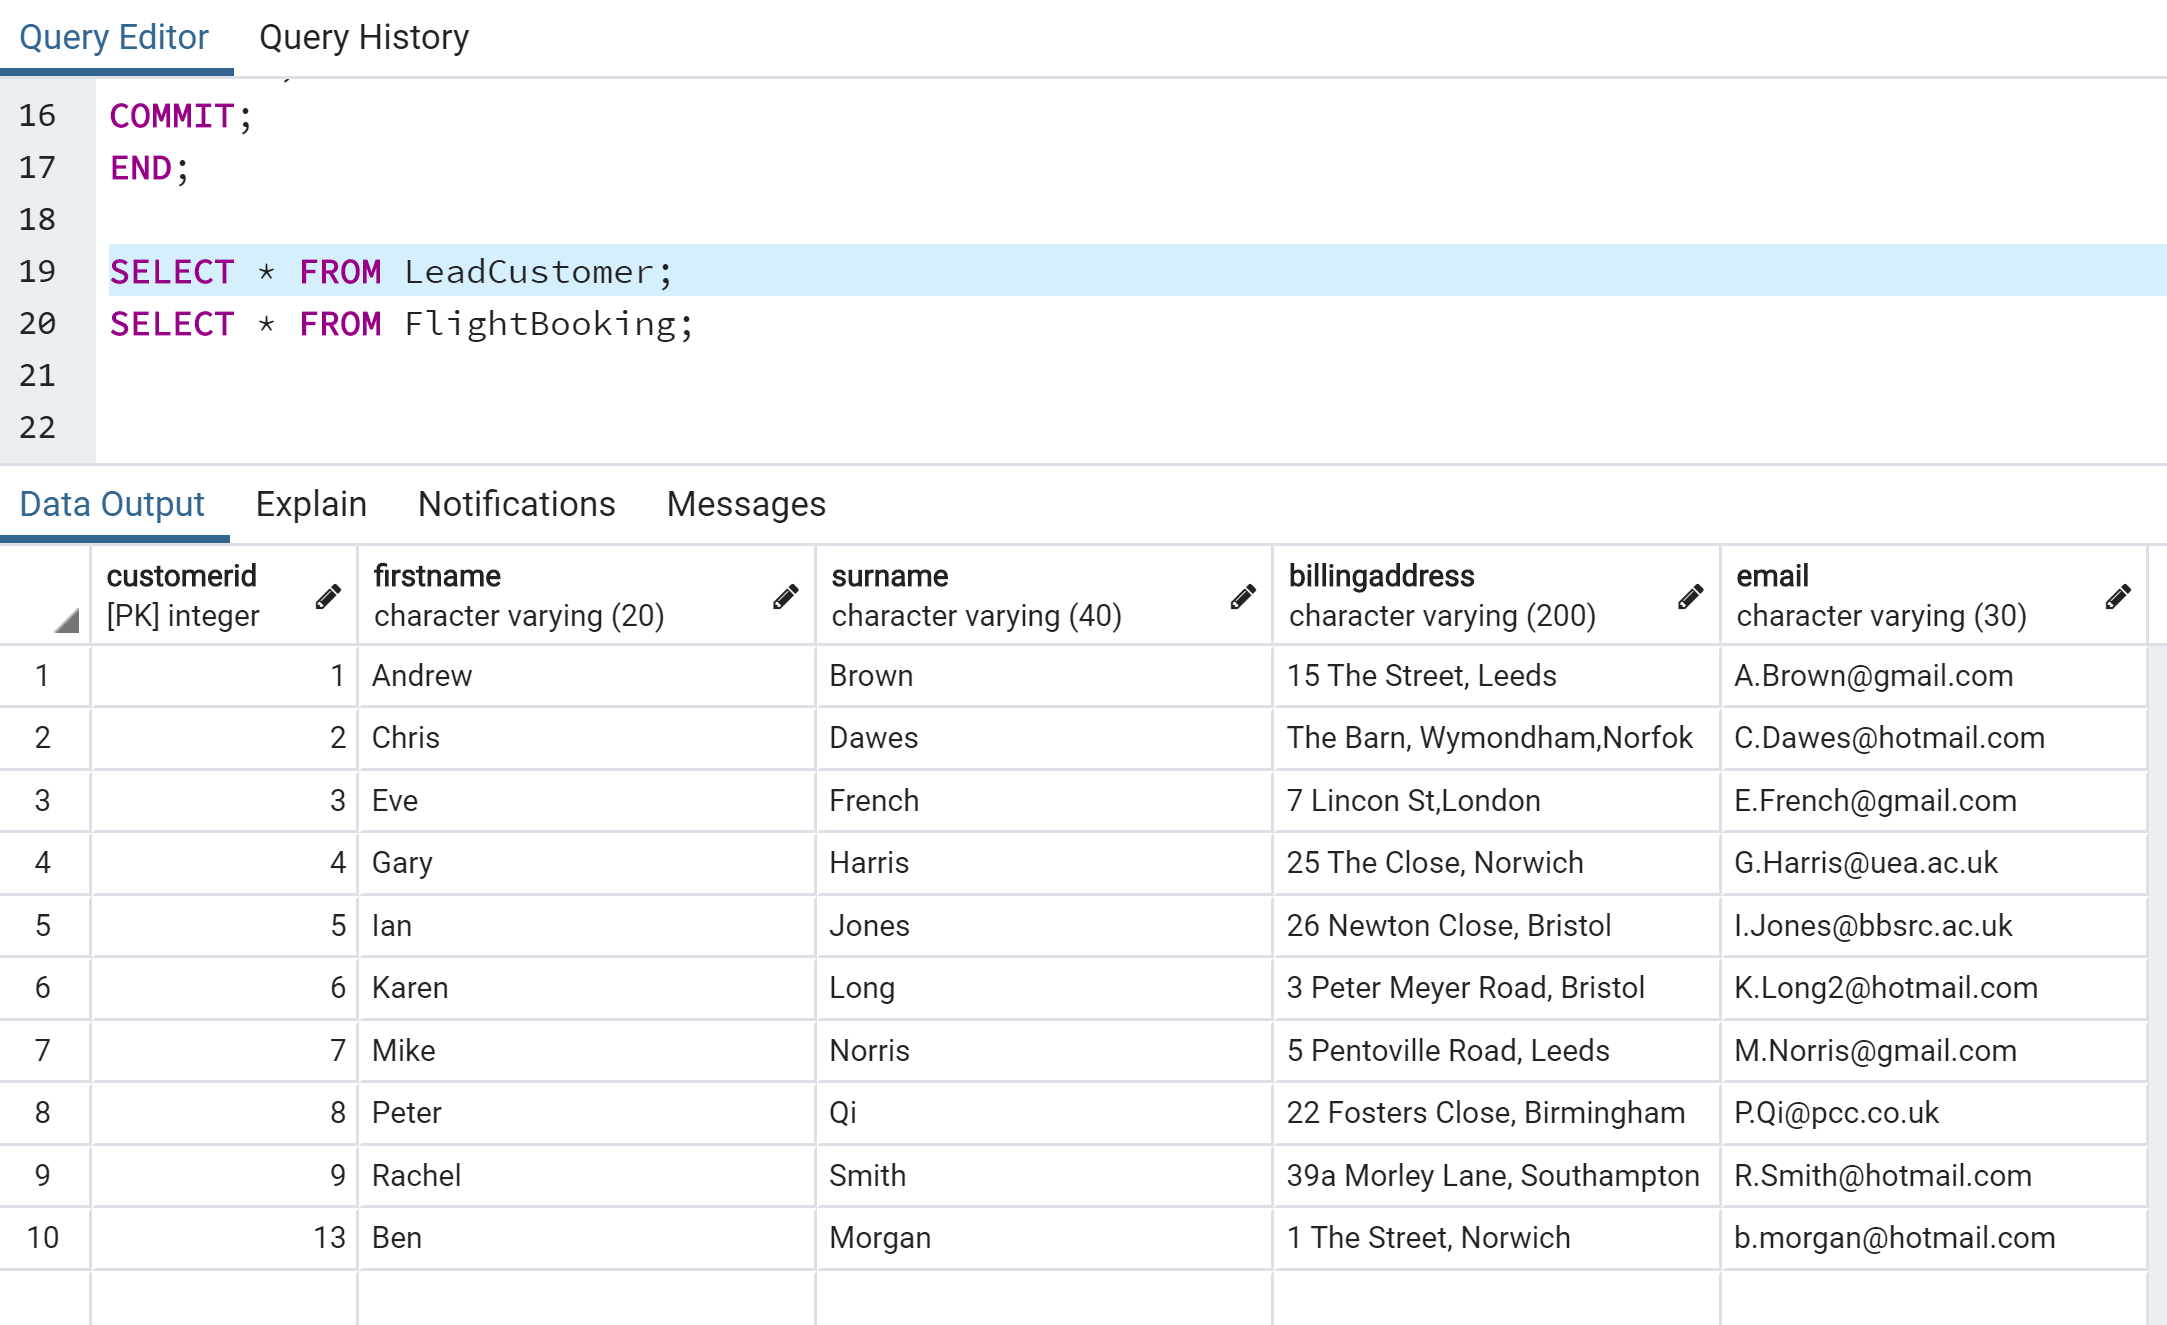 Query Editor Query History
16 COMMIT;
17 END;
18
19 SELECT * FROM LeadCustomer;
20 SELECT * FROM FlightBooking;
21
22
Data Output Explain Notifications Messages
customerid firstname surname billingaddress email
[PK] integer character varying (20) character varying (40) character varying (200) character varying (30)
1 1 Andrew Brown 15 The Street, Leeds A.Brown@gmail.com
2 2 Chris Dawes The Barn, Wymondham,Norfok C.Dawes@hotmail.com
3 3 Eve French 7 Lincon St,London E.French@gmail.com
4 4 Gary Harris 25 The Close, Norwich G.Harris@uea.ac.uk
5 5 Ian Jones 26 Newton Close, Bristol I.Jones@bbsrc.ac.uk
6 6 Karen Long 3 Peter Meyer Road, Bristol K.Long2@hotmail.com
7 7 Mike Norris 5 Pentoville Road, Leeds M.Norris@gmail.com
8 8 Peter Qi 22 Fosters Close, Birmingham P.Qi@pcc.co.uk
9 9 Rachel Smith 39a Morley Lane, Southampton R.Smith@hotmail.com
10 13 Ben Morgan 1 The Street, Norwich b.morgan@hotmail.com